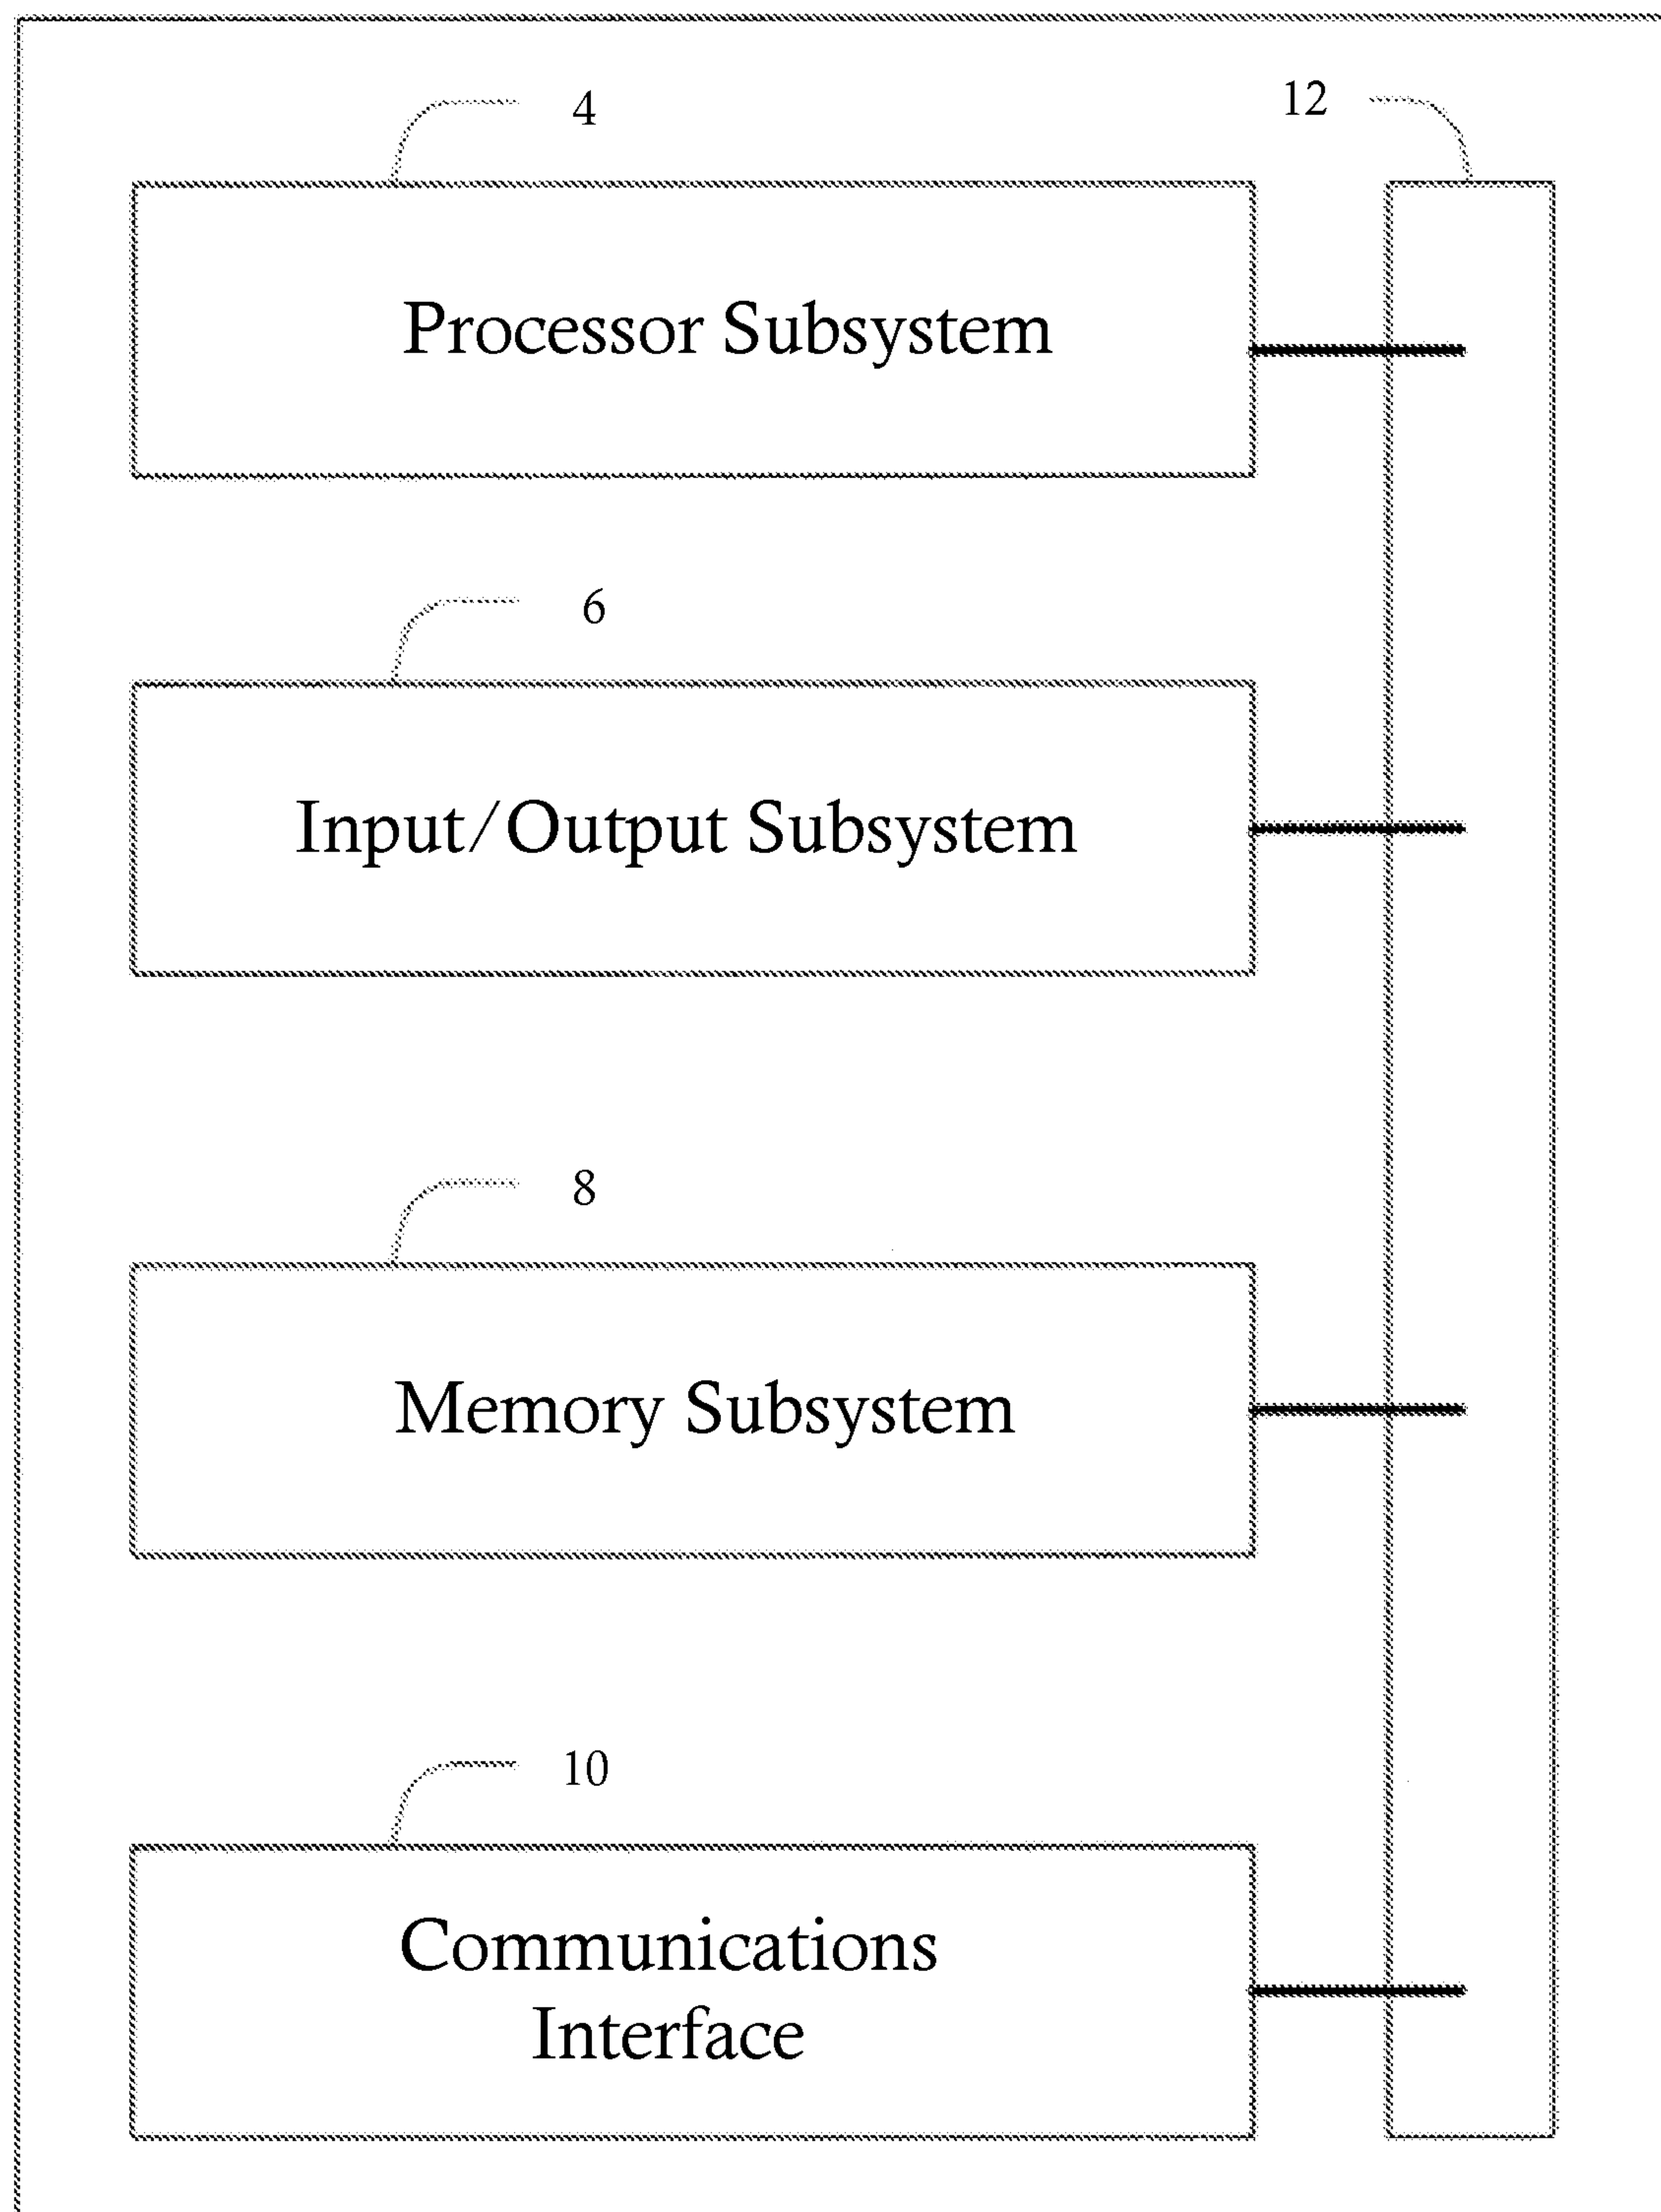 4
12
Processor Subsystem
6
Input/Output Subsystem
8
Memory Subsystem
10
Communications
Interface